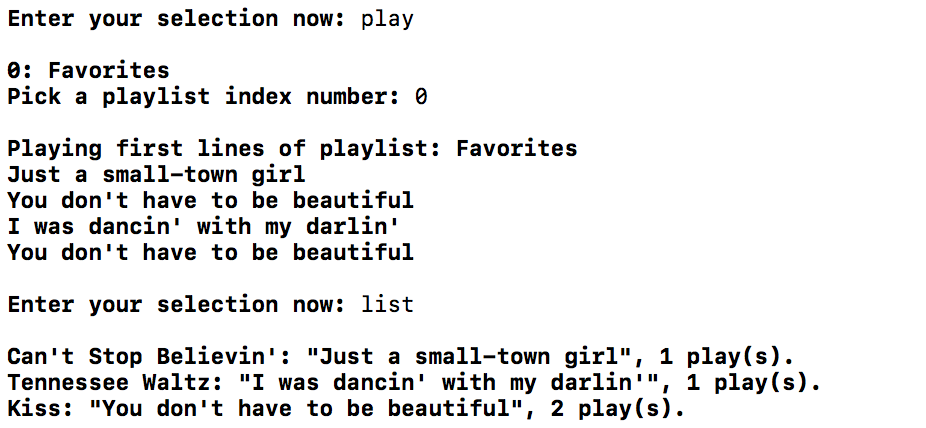 Enter your selection now: play
0: Favorites
Pick a playlist index number: 0
Playing first lines of playlist: Favorites
Just a small-town girl
You don't have to be beautiful
I was dancin' with my darlin'
You don't have to be beautiful
Enter your selection now: list
Can't Stop Believin': "Just a small-town girl", 1 play(s).
Tennessee Waltz: "I was dancin' with my darlin'", 1 play(s).
Kiss: "You don't have to be beautiful", 2 play(s).